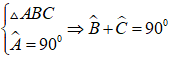 △ABC
Â = 90⁰ ⇒ B̂ + Ĉ = 90⁰